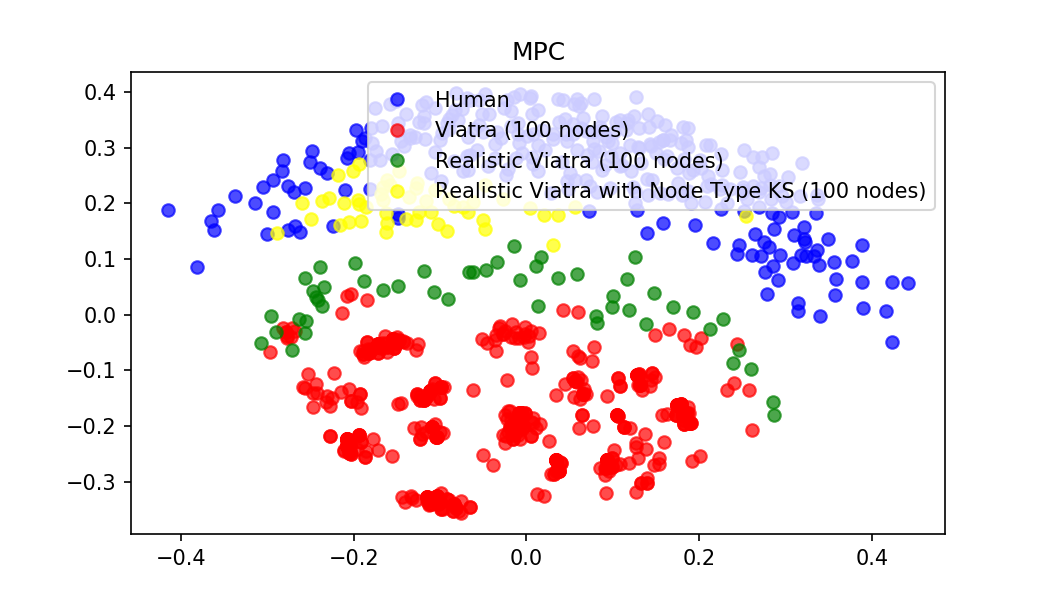 MPC
Human
Viatra (100 nodes)
Realistic Viatra (100 nodes)
Realistic Viatra with Node Type KS (100 nodes)
0.4
0.3
0.2
0.1
0.0
−0.1
−0.2
−0.3
−0.4 −0.2 0.0 0.2 0.4